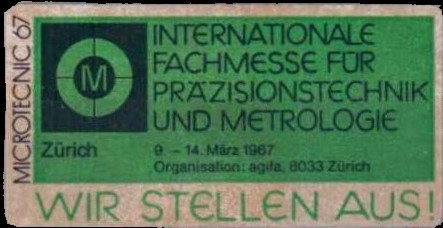 MICROTECNIC 67
M
INTERNATIONALE
FACHMESSE FÜR
PRÄZISIONSTECHNIK
UND METROLOGIE
Zürich
9. – 14. März 1967
Organisation: agifa, 8033 Zürich
WIR STELLEN AUS!